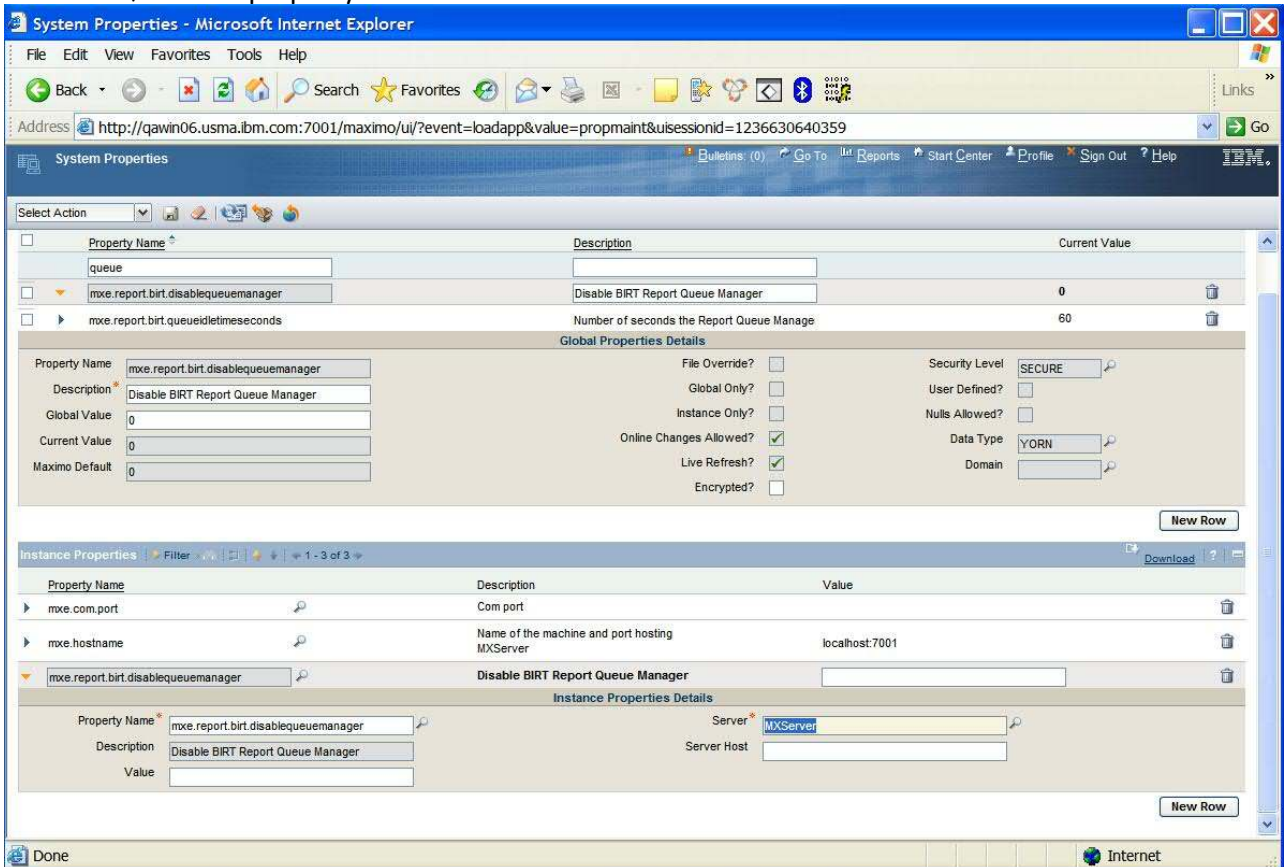 System Properties - Microsoft Internet Explorer
File Edit View Favorites Tools Help
Back Search Favorites Links
Address http://qawin06.usma.ibm.com:7001/maximo/ui/?event=loadapp&value=propmaint&uisessionid=1236630640359 Go
System Properties Bulletins: (0) Go To Reports Start Center Profile Sign Out ? Help IBM.
Select Action
Property Name Description Current Value
queue
mxe.report.birt.disablequeuemanager Disable BIRT Report Queue Manager 0
mxe.report.birt.queueidletimeseconds Number of seconds the Report Queue Manage 60
Global Properties Details
Property Name mxe.report.birt.disablequeuemanager File Override? Security Level SECURE
Description* Disable BIRT Report Queue Manager Global Only? User Defined?
Global Value 0 Instance Only? Nulls Allowed?
Current Value 0 Online Changes Allowed? Data Type YORN
Maximo Default 0 Live Refresh? Domain
Encrypted?
New Row
Instance Properties Filter 1 - 3 of 3 Download ?
Property Name Description Value
mxe.com.port Com port
mxe.hostname Name of the machine and port hosting
MXServer localhost:7001
mxe.report.birt.disablequeuemanager Disable BIRT Report Queue Manager
Instance Properties Details
Property Name* mxe.report.birt.disablequeuemanager Server* MXServer
Description Disable BIRT Report Queue Manager Server Host
Value
New Row
Done Internet